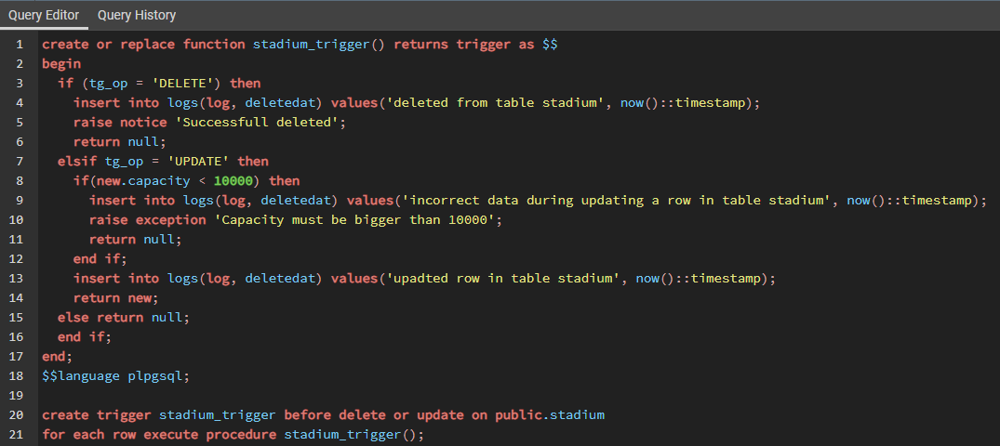 Query Editor Query History
1 create or replace function stadium_trigger() returns trigger as $$
2 begin
3 if (tg_op = 'DELETE') then
4 insert into logs(log, deletedat) values('deleted from table stadium', now()::timestamp);
5 raise notice 'Successfull deleted';
6 return null;
7 elsif tg_op = 'UPDATE' then
8 if(new.capacity < 10000) then
9 insert into logs(log, deletedat) values('incorrect data during updating a row in table stadium', now()::timestamp);
10 raise exception 'Capacity must be bigger than 10000';
11 return null;
12 end if;
13 insert into logs(log, deletedat) values('upadted row in table stadium', now()::timestamp);
14 return new;
15 else return null;
16 end if;
17 end;
18 $$language plpgsql;
19
20 create trigger stadium_trigger before delete or update on public.stadium
21 for each row execute procedure stadium_trigger();